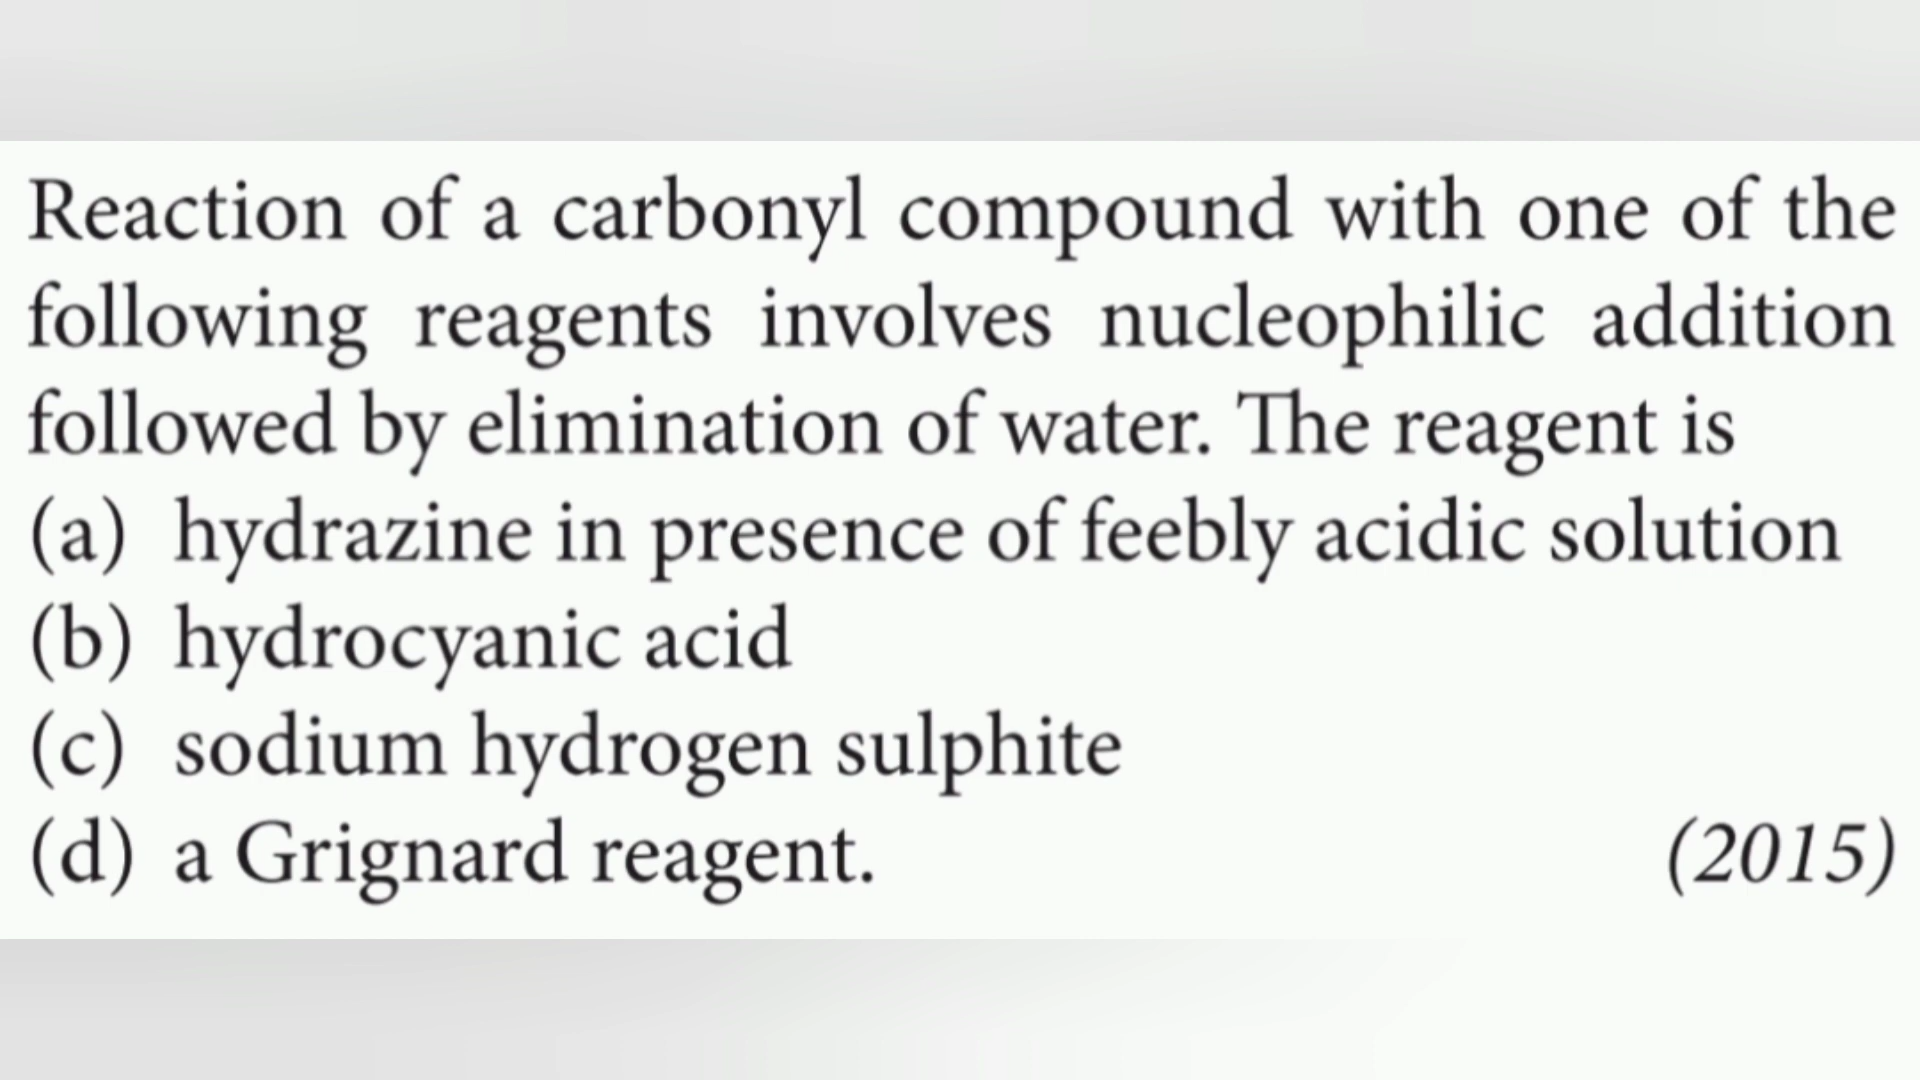 Reaction of a carbonyl compound with one of the
following reagents involves nucleophilic addition
followed by elimination of water. The reagent is
(a) hydrazine in presence of feebly acidic solution
(b) hydrocyanic acid
(c) sodium hydrogen sulphite
(d) a Grignard reagent. (2015)